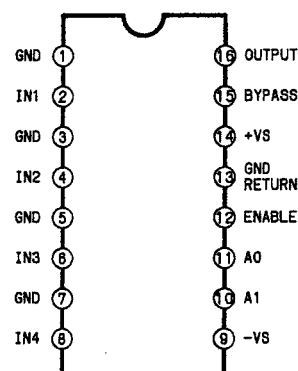 GND 1 16 OUTPUT
IN1 2 15 BYPASS
GND 3 14 +VS
IN2 4 13 GND RETURN
GND 5 12 ENABLE
IN3 6 11 A0
GND 7 10 A1
IN4 8 9 -VS